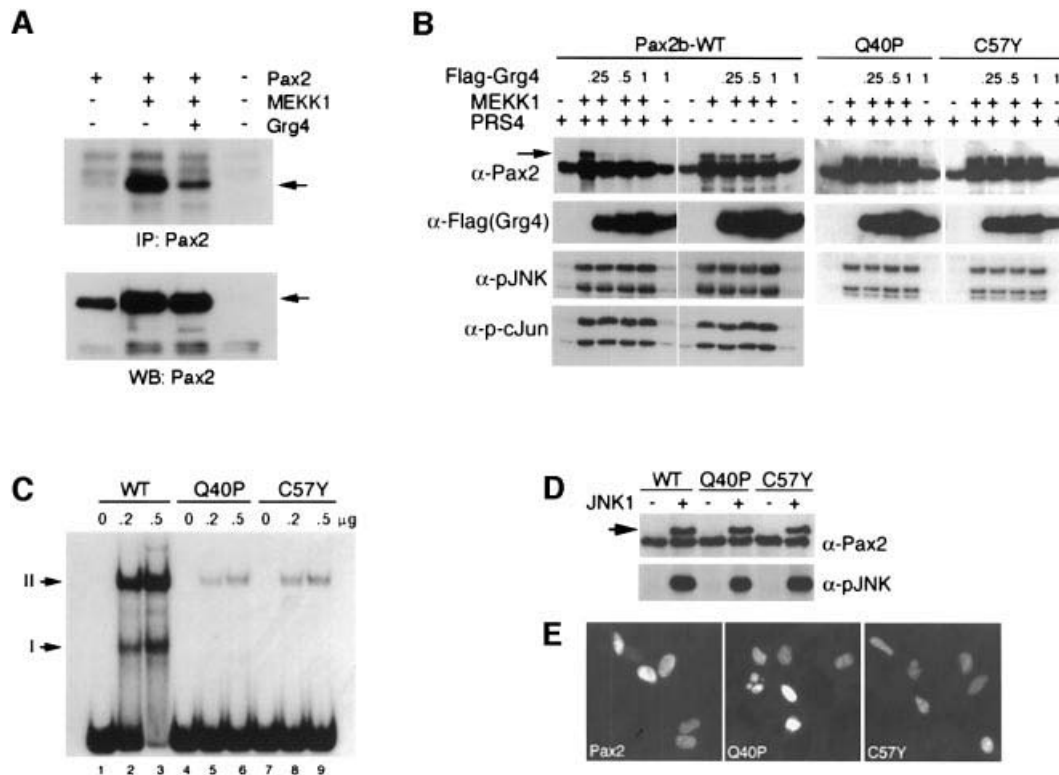 A
+ + + - Pax2
- + + - MEKK1
- - + - Grg4
IP: Pax2
WB: Pax2
B
Pax2b-WT Q40P C57Y
Flag-Grg4 .25 .5 1 1 .25 .5 1 1 .25 .5 1 1 .25 .5 1 1
MEKK1 - + + + + - - + + + + - - + + + + - - + + + + -
PRS4 + + + + + + - - - - - - + + + + + + + + + + + +
α-Pax2
α-Flag(Grg4)
α-pJNK
α-p-cJun
C
WT Q40P C57Y
0 .2 .5 0 .2 .5 0 .2 .5 μg
II
I
1 2 3 4 5 6 7 8 9
D
WT Q40P C57Y
JNK1 - + - + - +
α-Pax2
α-pJNK
E
Pax2 Q40P C57Y